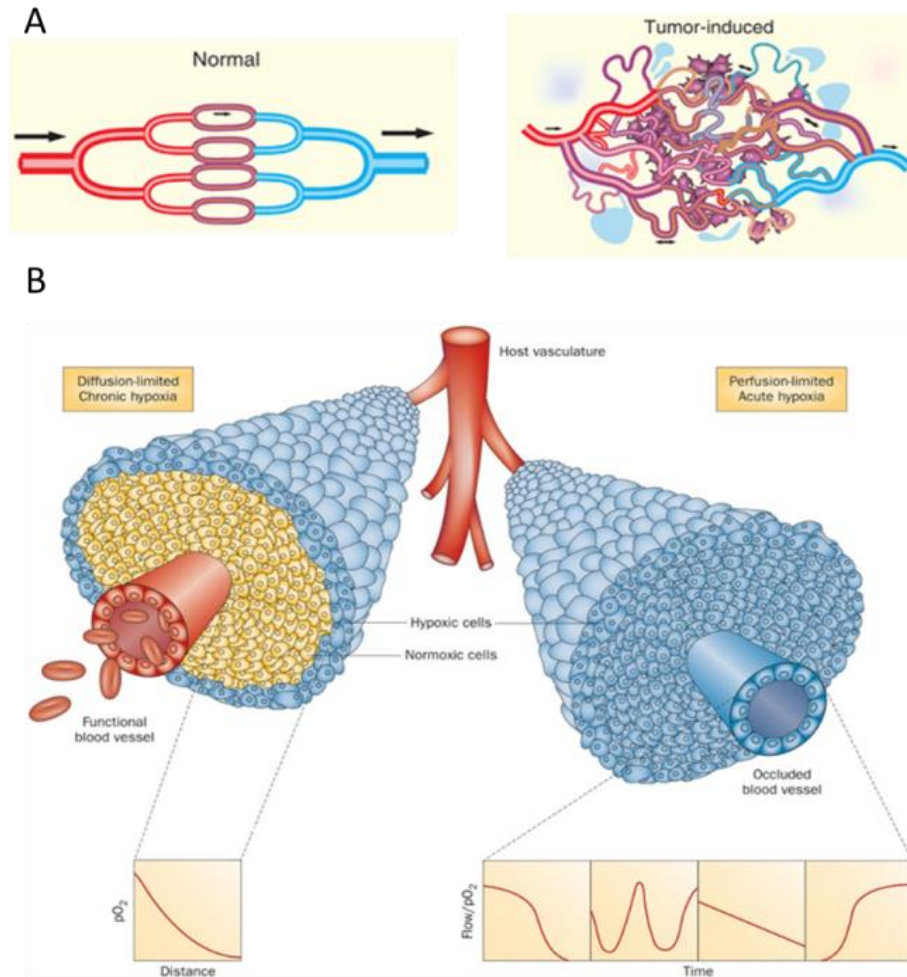 A
Normal
Tumor-induced
B
Host vasculature
Diffusion-limited
Chronic hypoxia
Perfusion-limited
Acute hypoxia
Hypoxic cells
Normoxic cells
Functional
blood vessel
Occluded
blood vessel
pO₂
Distance
Flow/pO₂
Time